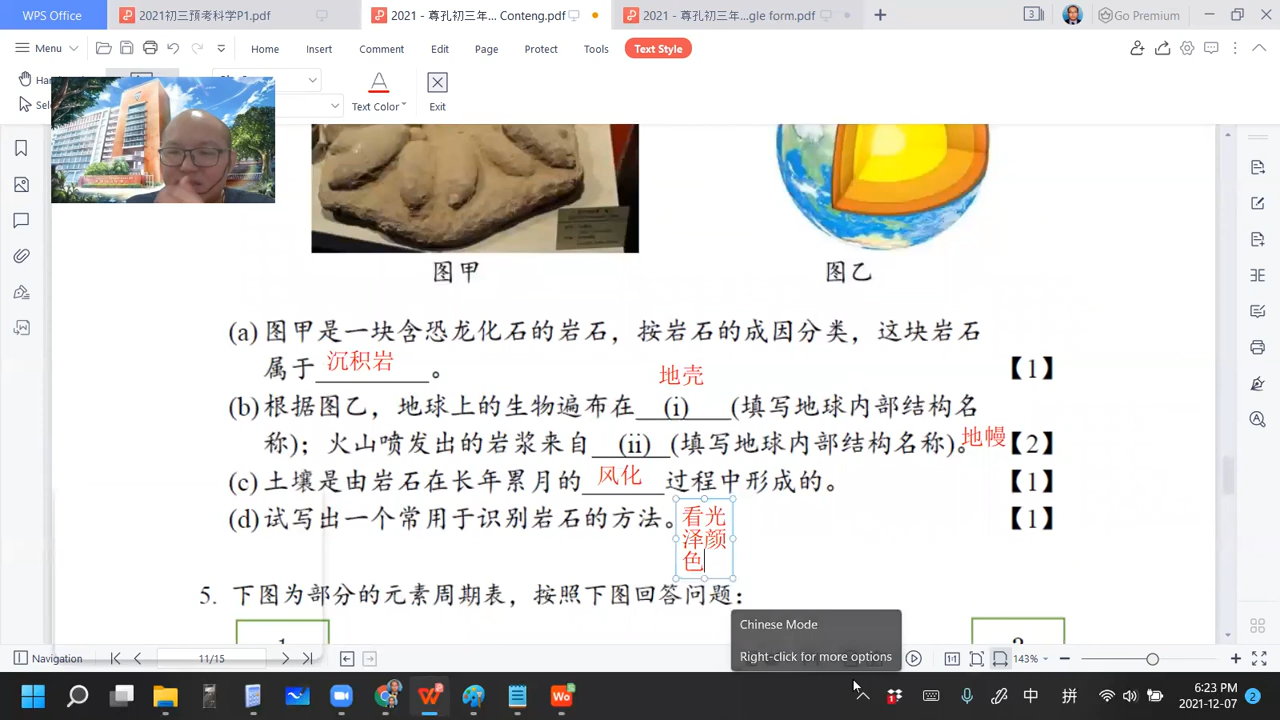 WPS Office
2021初三预考科学P1.pdf
2021 - 尊孔初三年... Conteng.pdf
2021 - 尊孔初三年...gle form.pdf
3
Go Premium
Menu
Home
Insert
Comment
Edit
Page
Protect
Tools
Text Style
Text Color
Exit
图甲
图乙
(a) 图甲是一块含恐龙化石的岩石，按岩石的成因分类，这块岩石
属于 沉积岩 。 【1】
地壳
(b) 根据图乙，地球上的生物遍布在 (i) (填写地球内部结构名
称)；火山喷发出的岩浆来自 (ii) (填写地球内部结构名称)。地幔【2】
(c) 土壤是由岩石在长年累月的 风化 过程中形成的。 【1】
(d) 试写出一个常用于识别岩石的方法。 【1】
看光
泽颜
色
5. 下图为部分的元素周期表，按照下图回答问题：
Chinese Mode
Right-click for more options
Navigation
11/15
143%
中
拼
6:23 PM
2021-12-07
2